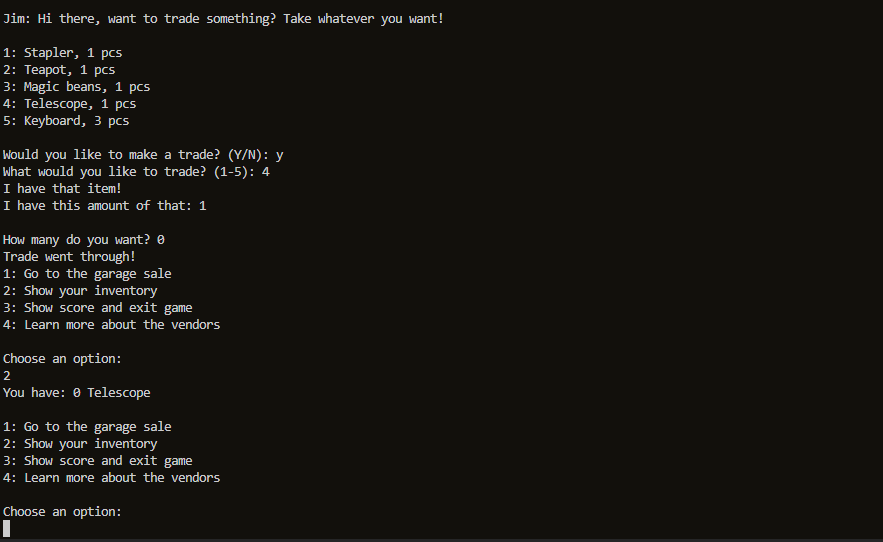 Jim: Hi there, want to trade something? Take whatever you want!
1: Stapler, 1 pcs
2: Teapot, 1 pcs
3: Magic beans, 1 pcs
4: Telescope, 1 pcs
5: Keyboard, 3 pcs
Would you like to make a trade? (Y/N): y
What would you like to trade? (1-5): 4
I have that item!
I have this amount of that: 1
How many do you want? 0
Trade went through!
1: Go to the garage sale
2: Show your inventory
3: Show score and exit game
4: Learn more about the vendors
Choose an option:
2
You have: 0 Telescope
1: Go to the garage sale
2: Show your inventory
3: Show score and exit game
4: Learn more about the vendors
Choose an option: